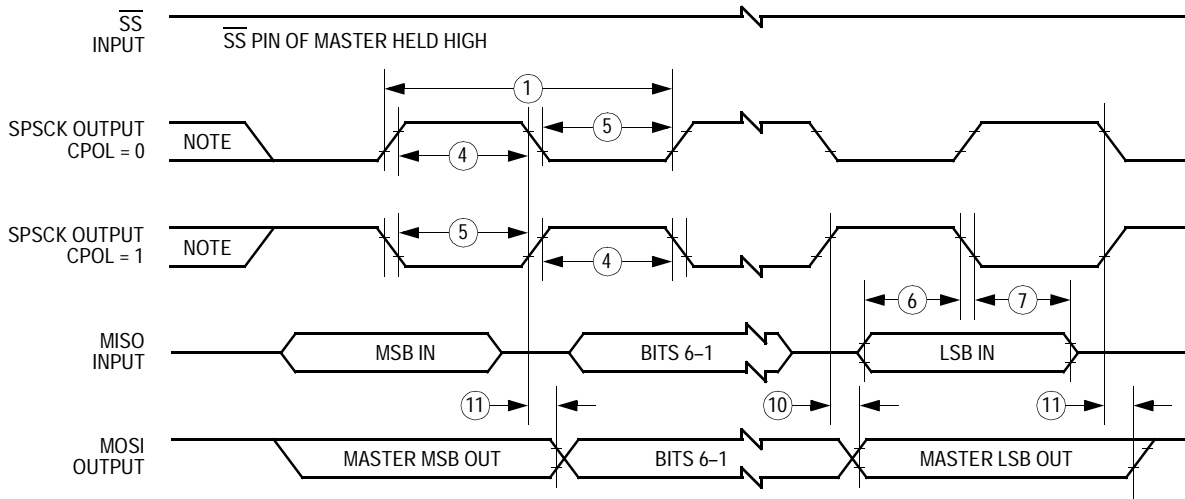 SS
INPUT
SS PIN OF MASTER HELD HIGH
1
SPSCK OUTPUT
CPOL = 0
NOTE
4
5
SPSCK OUTPUT
CPOL = 1
NOTE
5
4
6
7
MISO
INPUT
MSB IN
BITS 6–1
LSB IN
11
10
11
MOSI
OUTPUT
MASTER MSB OUT
BITS 6–1
MASTER LSB OUT